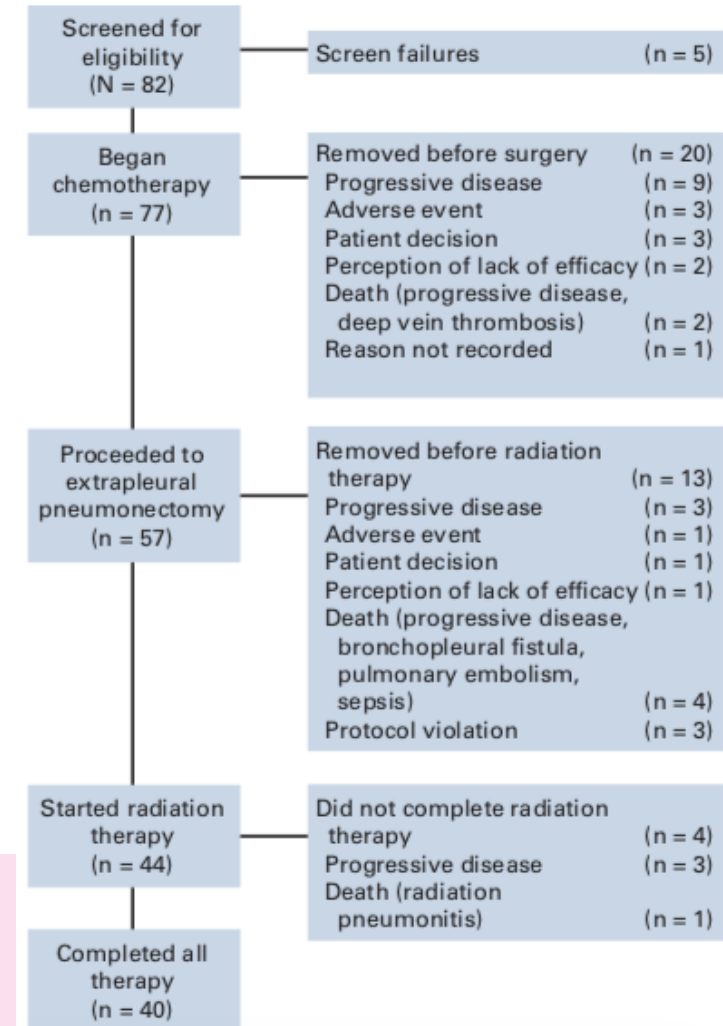 Screened for
eligibility
(N = 82)
Screen failures (n = 5)
Began
chemotherapy
(n = 77)
Removed before surgery (n = 20)
Progressive disease (n = 9)
Adverse event (n = 3)
Patient decision (n = 3)
Perception of lack of efficacy (n = 2)
Death (progressive disease,
deep vein thrombosis) (n = 2)
Reason not recorded (n = 1)
Proceeded to
extrapleural
pneumonectomy
(n = 57)
Removed before radiation
therapy (n = 13)
Progressive disease (n = 3)
Adverse event (n = 1)
Patient decision (n = 1)
Perception of lack of efficacy (n = 1)
Death (progressive disease,
bronchopleural fistula,
pulmonary embolism,
sepsis) (n = 4)
Protocol violation (n = 3)
Started radiation
therapy
(n = 44)
Did not complete radiation
therapy (n = 4)
Progressive disease (n = 3)
Death (radiation
pneumonitis) (n = 1)
Completed all
therapy
(n = 40)